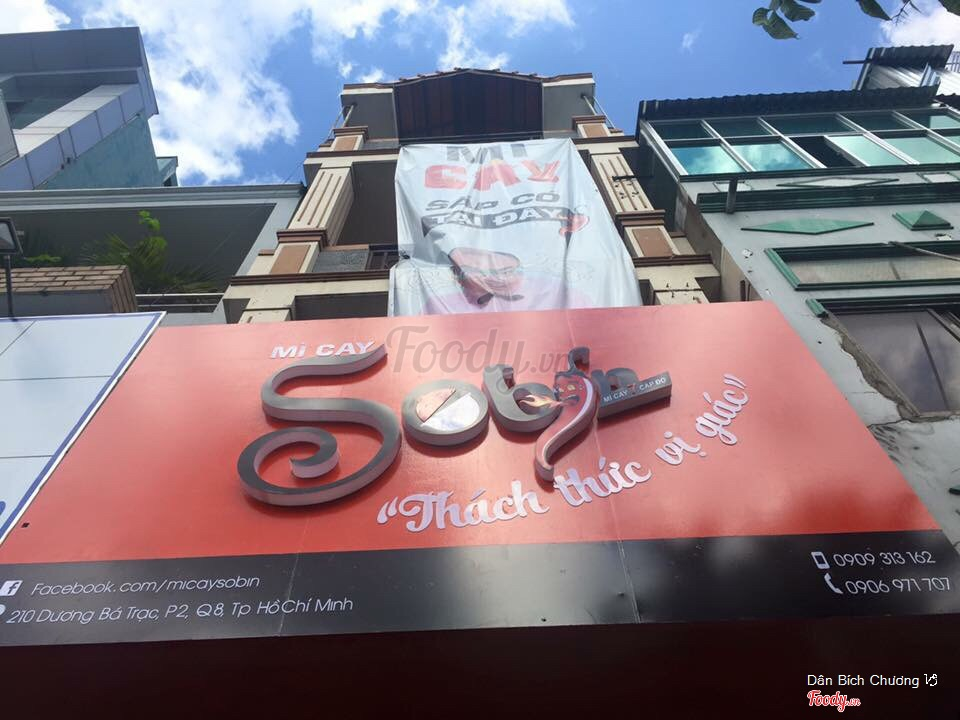 MÌ
CAY
SẮP CÓ
TẠI ĐÂY
Foody.vn
MÌ CAY
Sobin
MÌ CAY 7 CẤP ĐỘ
“Thách thức vị giác”
Facebook.com/micaysobin
210 Dương Bá Trạc, P2, Q8, Tp Hồ Chí Minh
0909 313 162
0906 971 707
Dân Bích Chương
Foody.vn